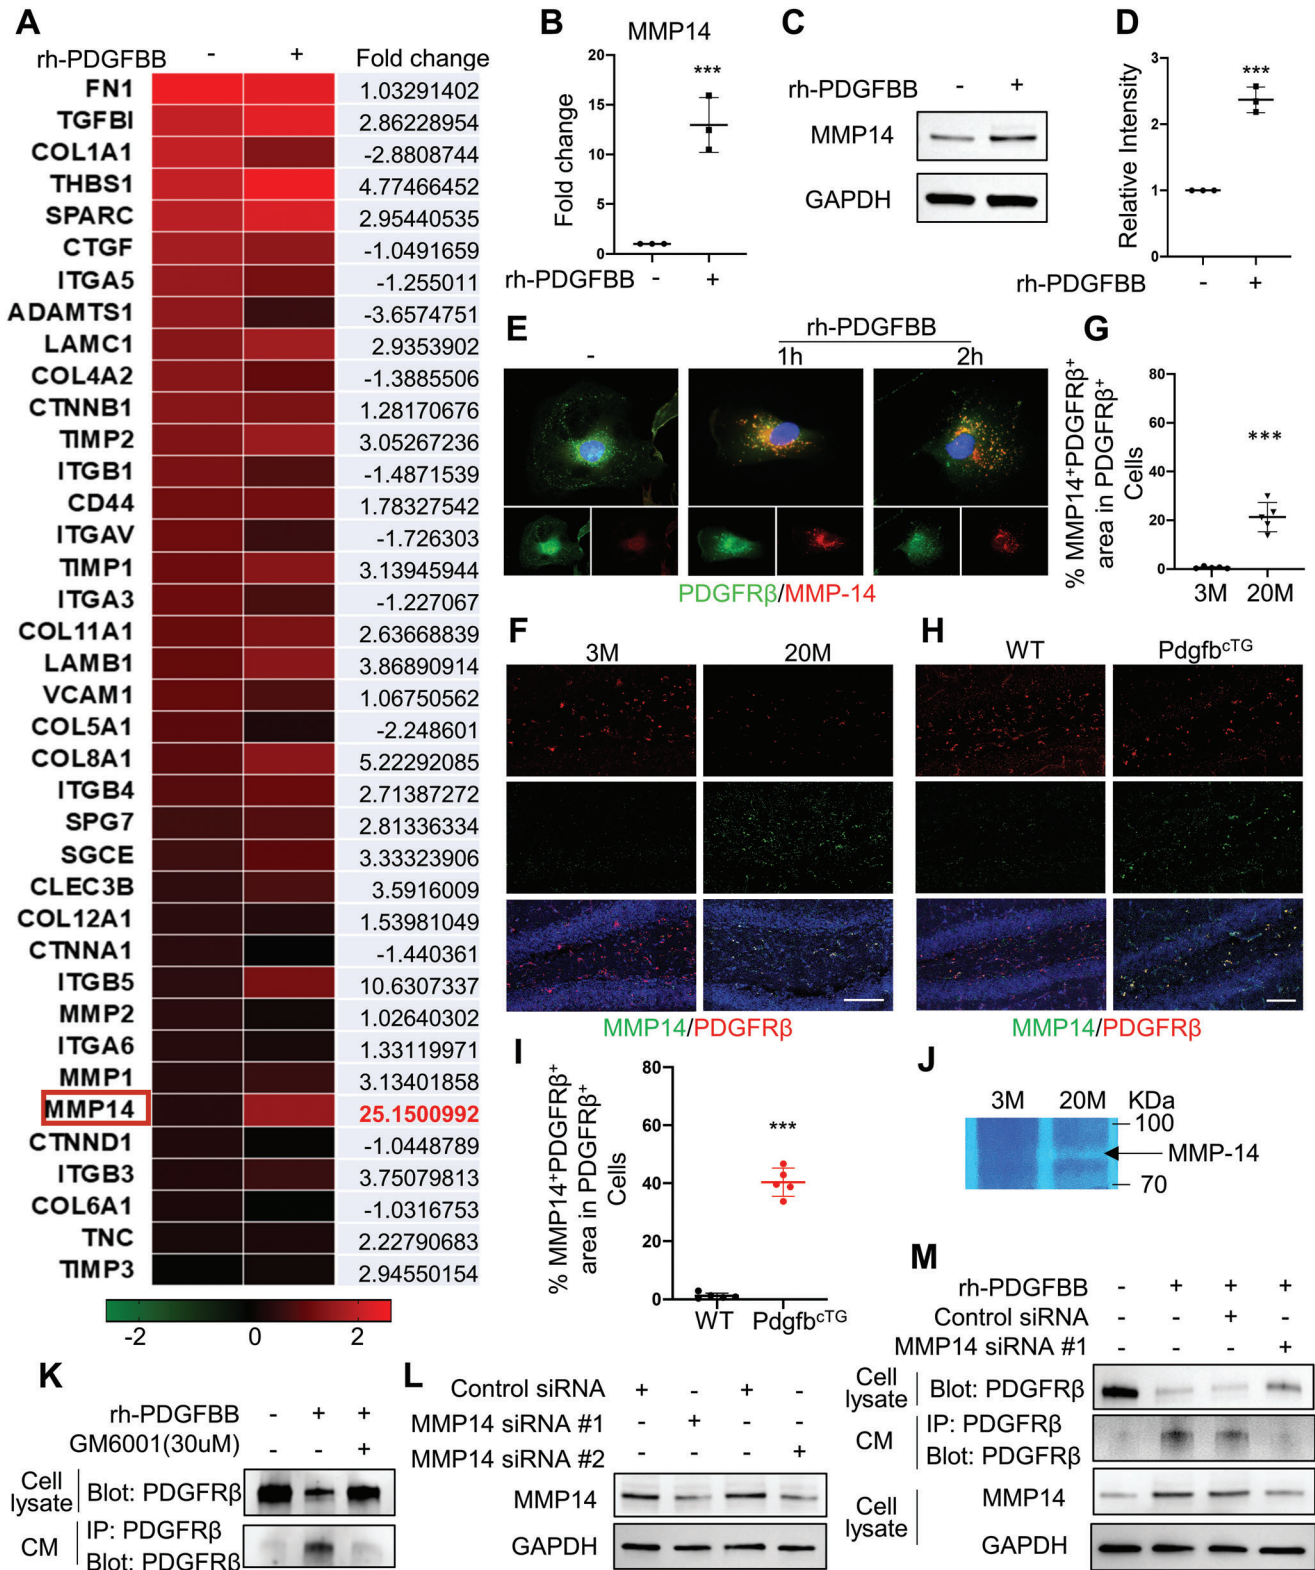 A
rh-PDGFBB - + Fold change
FN1 1.03291402
TGFBI 2.86228954
COL1A1 -2.8808744
THBS1 4.77466452
SPARC 2.95440535
CTGF -1.0491659
ITGA5 -1.255011
ADAMTS1 -3.6574751
LAMC1 2.9353902
COL4A2 -1.3885506
CTNNB1 1.28170676
TIMP2 3.05267236
ITGB1 -1.4871539
CD44 1.78327542
ITGAV -1.726303
TIMP1 3.13945944
ITGA3 -1.227067
COL11A1 2.63668839
LAMB1 3.86890914
VCAM1 1.06750562
COL5A1 -2.248601
COL8A1 5.22292085
ITGB4 2.71387272
SPG7 2.81336334
SGCE 3.33323906
CLEC3B 3.5916009
COL12A1 1.53981049
CTNNA1 -1.440361
ITGB5 10.6307337
MMP2 1.02640302
ITGA6 1.33119971
MMP1 3.13401858
MMP14 25.1500992
CTNND1 -1.0448789
ITGB3 3.75079813
COL6A1 -1.0316753
TNC 2.22790683
TIMP3 2.94550154
-2 0 2
B
MMP14
Fold change
20
15
10
5
0
***
rh-PDGFBB - +
C
rh-PDGFBB - +
MMP14
GAPDH
D
Relative Intensity
3
2
1
0
***
rh-PDGFBB - +
E
rh-PDGFBB
- 1h 2h
PDGFRβ/MMP-14
G
% MMP14+PDGFRβ+
area in PDGFRβ+
Cells
80
60
40
20
0
***
3M 20M
F
3M 20M
MMP14/PDGFRβ
H
WT PdgfbcTG
MMP14/PDGFRβ
I
% MMP14+PDGFRβ+
area in PDGFRβ+
Cells
80
60
40
20
0
***
WT PdgfbcTG
J
3M 20M KDa
100
MMP-14
70
K
rh-PDGFBB - + +
GM6001(30uM) - - +
Cell
lysate
Blot: PDGFRβ
CM
IP: PDGFRβ
Blot: PDGFRβ
L
Control siRNA + - + -
MMP14 siRNA #1 - + - -
MMP14 siRNA #2 - - - +
MMP14
GAPDH
M
rh-PDGFBB - + + +
Control siRNA - - + -
MMP14 siRNA #1 - - - +
Cell
lysate
Blot: PDGFRβ
CM
IP: PDGFRβ
Blot: PDGFRβ
Cell
lysate
MMP14
GAPDH